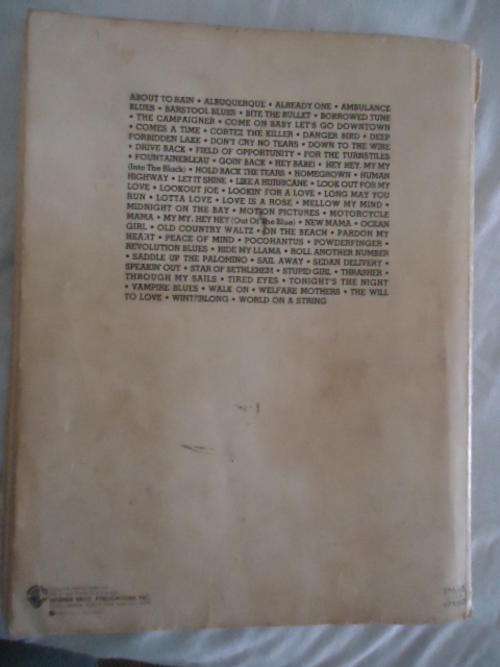 ABOUT TO RAIN • ALBUQUERQUE • ALREADY ONE • AMBULANCE
BLUES • BARSTOOL BLUES • BITE THE BULLET • BORROWED TUNE
• THE CAMPAIGNER • COME ON BABY LET'S GO DOWNTOWN
• COMES A TIME • CORTEZ THE KILLER • DANGER BIRD • DEEP
FORBIDDEN LAKE • DON'T CRY NO TEARS • DOWN TO THE WIRE
• DRIVE BACK • FIELD OF OPPORTUNITY • FOR THE TURNSTILES
• FOUNTAINEBLEAU • GOIN' BACK • HEY BABE • HEY HEY, MY MY
(Into The Black) • HOLD BACK THE TEARS • HOMEGROWN • HUMAN
HIGHWAY • LET IT SHINE • LIKE A HURRICANE • LOOK OUT FOR MY
LOVE • LOOKOUT JOE • LOOKIN' FOR A LOVE • LONG MAY YOU
RUN • LOTTA LOVE • LOVE IS A ROSE • MELLOW MY MIND •
MIDNIGHT ON THE BAY • MOTION PICTURES • MOTORCYCLE
MAMA • MY MY, HEY HEY (Out Of The Blue) • NEW MAMA • OCEAN
GIRL • OLD COUNTRY WALTZ • ON THE BEACH • PARDON MY
HEART • PEACE OF MIND • POCOHANTUS • POWDERFINGER •
REVOLUTION BLUES • RIDE MY LLAMA • ROLL ANOTHER NUMBER
• SADDLE UP THE PALOMINO • SAIL AWAY • SEDAN DELIVERY •
SPEAKIN' OUT • STAR OF BETHLEHEM • STUPID GIRL • THRASHER •
THROUGH MY SAILS • TIRED EYES • TONIGHT'S THE NIGHT
• VAMPIRE BLUES • WALK ON • WELFARE MOTHERS • THE WILL
TO LOVE • WINTERLONG • WORLD ON A STRING
WARNER BROS. PUBLICATIONS INC.